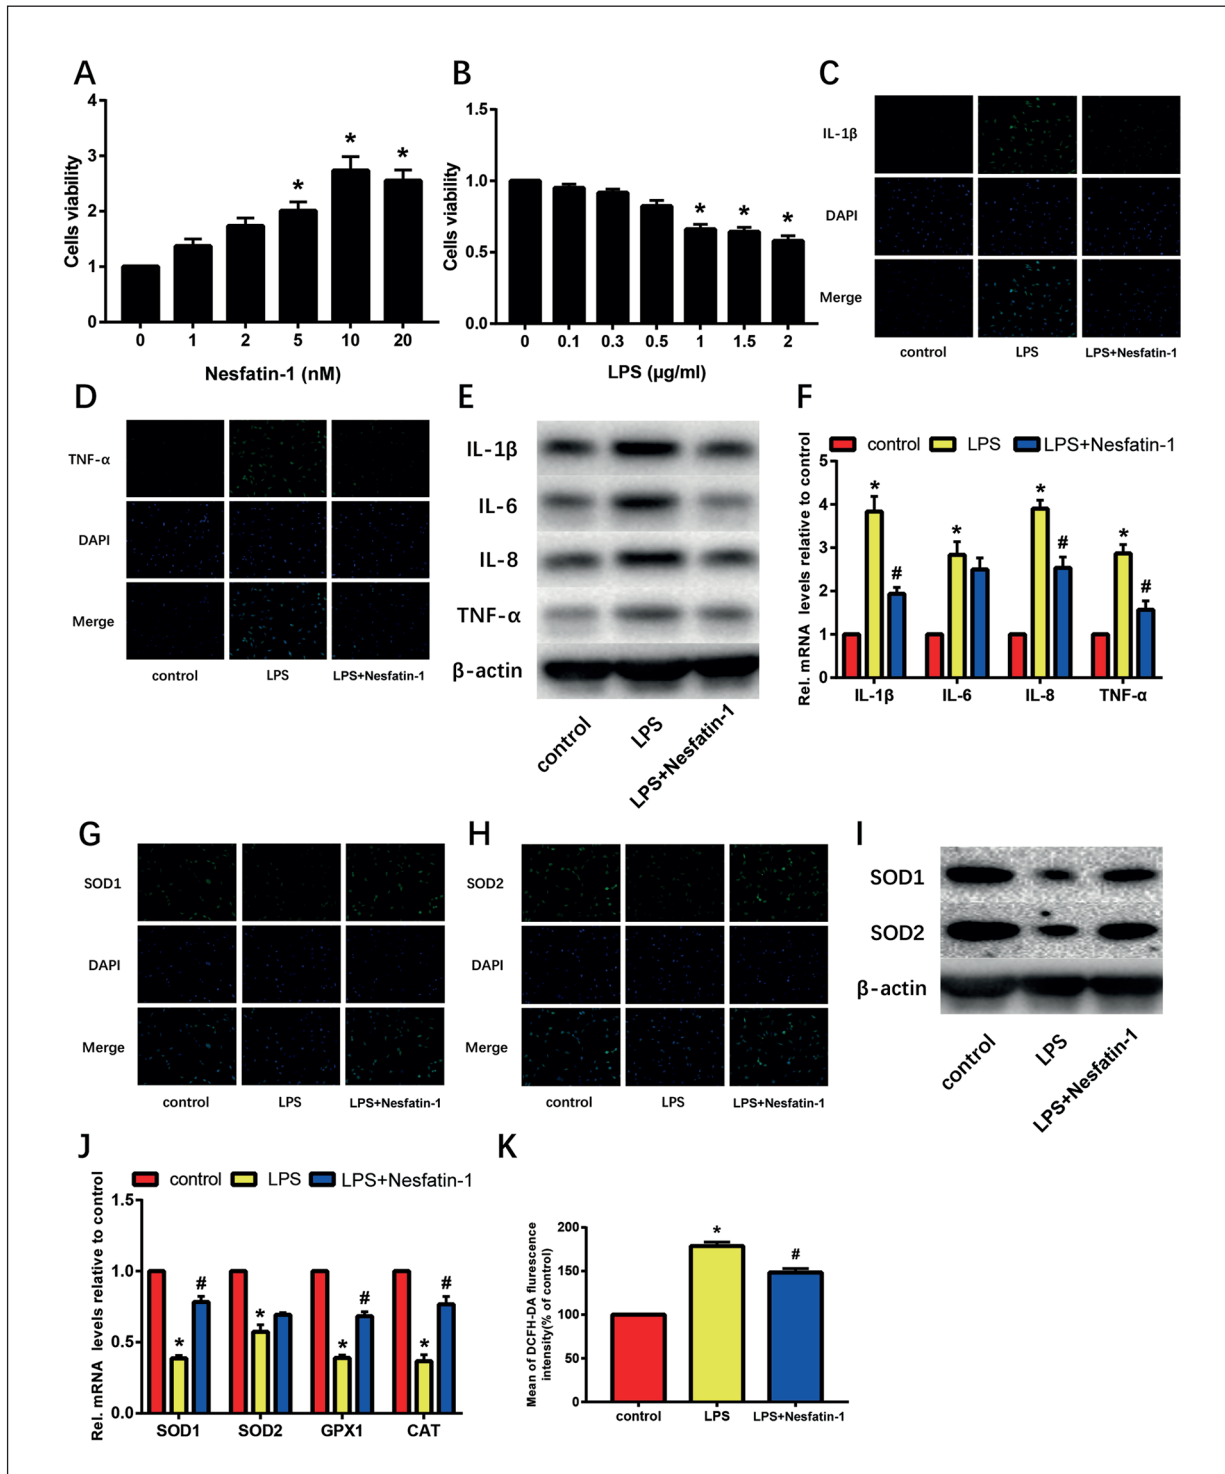 A
B
C
4
3
2
1
0
Cells viability
*
*
*
0 1 2 5 10 20
Nesfatin-1 (nM)
1.5
1.0
0.5
0.0
Cells viability
* * *
0 0.1 0.3 0.5 1 1.5 2
LPS (μg/ml)
IL-1β
DAPI
Merge
control LPS LPS+Nesfatin-1
D
E
F
TNF-α
DAPI
Merge
control LPS LPS+Nesfatin-1
IL-1β
IL-6
IL-8
TNF-α
β-actin
control
LPS
LPS+Nesfatin-1
control LPS LPS+Nesfatin-1
Rel. mRNA levels relative to control
5
4
3
2
1
0
* # * * # * #
IL-1β IL-6 IL-8 TNF-α
G
H
I
SOD1
DAPI
Merge
control LPS LPS+Nesfatin-1
SOD2
DAPI
Merge
control LPS LPS+Nesfatin-1
SOD1
SOD2
β-actin
control
LPS
LPS+Nesfatin-1
J
K
control LPS LPS+Nesfatin-1
Rel. mRNA levels relative to control
1.5
1.0
0.5
0.0
* # * * # * #
SOD1 SOD2 GPX1 CAT
Mean of DCFH-DA flurescence
intensity(% of control)
200
150
100
50
0
* #
control LPS LPS+Nesfatin-1